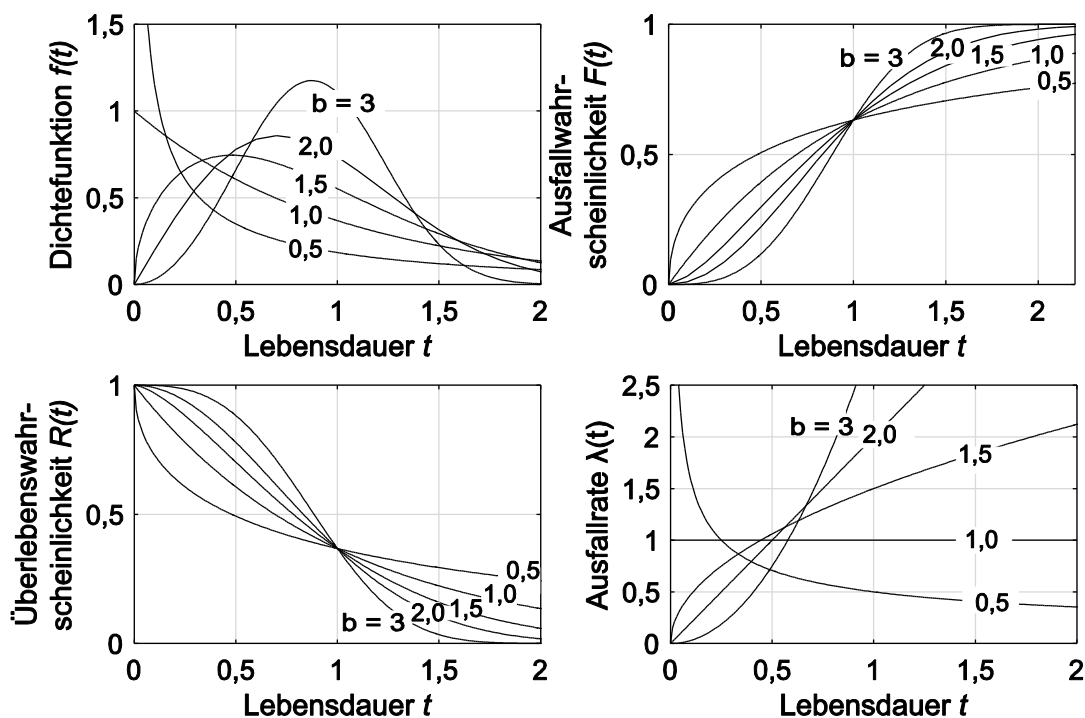 Dichtefunktion f(t)
1,5
1
0,5
0
b = 3
2,0
1,5
1,0
0,5
0 0,5 1 1,5 2
Lebensdauer t
Ausfallwahr-
scheinlichkeit F(t)
1
0,5
0
b = 3
2,0
1,5
1,0
0,5
0 0,5 1 1,5 2
Lebensdauer t
Überlebenswahr-
scheinlichkeit R(t)
1
0,5
0
0,5
1,0
1,5
2,0
b = 3
0 0,5 1 1,5 2
Lebensdauer t
Ausfallrate λ(t)
2,5
2
1,5
1
0,5
0
b = 3
2,0
1,5
1,0
0,5
0 0,5 1 1,5 2
Lebensdauer t